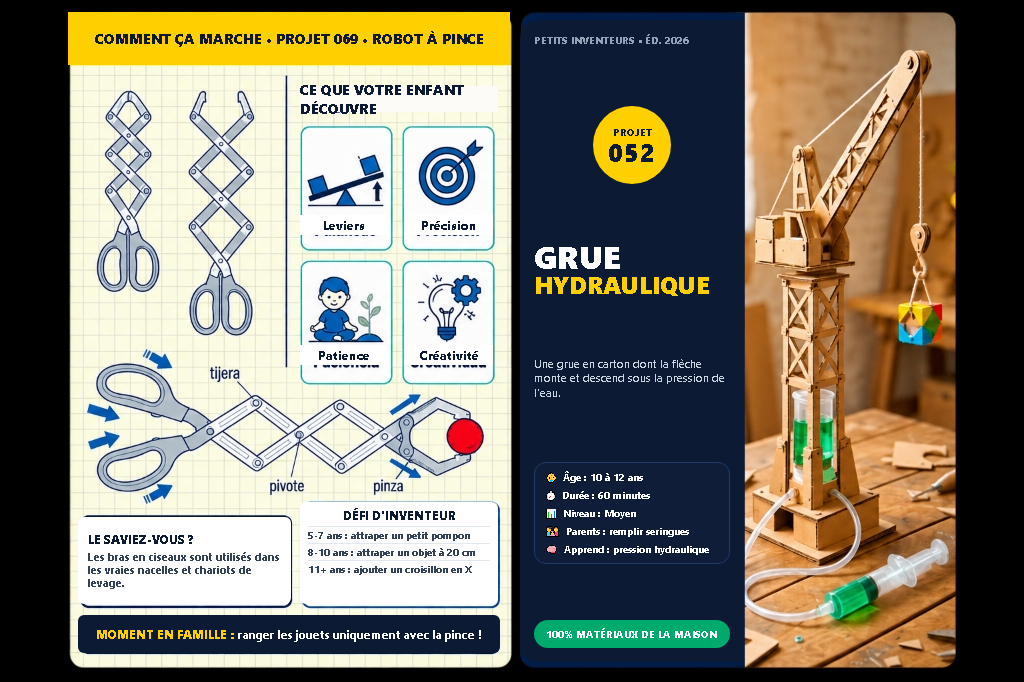 COMMENT ÇA MARCHE • PROJET 069 • ROBOT À PINCE
CE QUE VOTRE ENFANT
DÉCOUVRE
Leviers
Précision
Patience
Créativité
tijera
pivote
pinza
LE SAVIEZ-VOUS ?
Les bras en ciseaux sont utilisés dans
les vraies nacelles et chariots de
levage.
DÉFI D'INVENTEUR
5-7 ans : attraper un petit pompon
8-10 ans : attraper un objet à 20 cm
11+ ans : ajouter un croisillon en X
MOMENT EN FAMILLE : ranger les jouets uniquement avec la pince !
PETITS INVENTEURS • ÉD. 2026
PROJET
052
GRUE
HYDRAULIQUE
Une grue en carton dont la flèche
monte et descend sous la pression de
l'eau.
Âge : 10 à 12 ans
Durée : 60 minutes
Niveau : Moyen
Parents : remplir seringues
Apprend : pression hydraulique
100% MATÉRIAUX DE LA MAISON